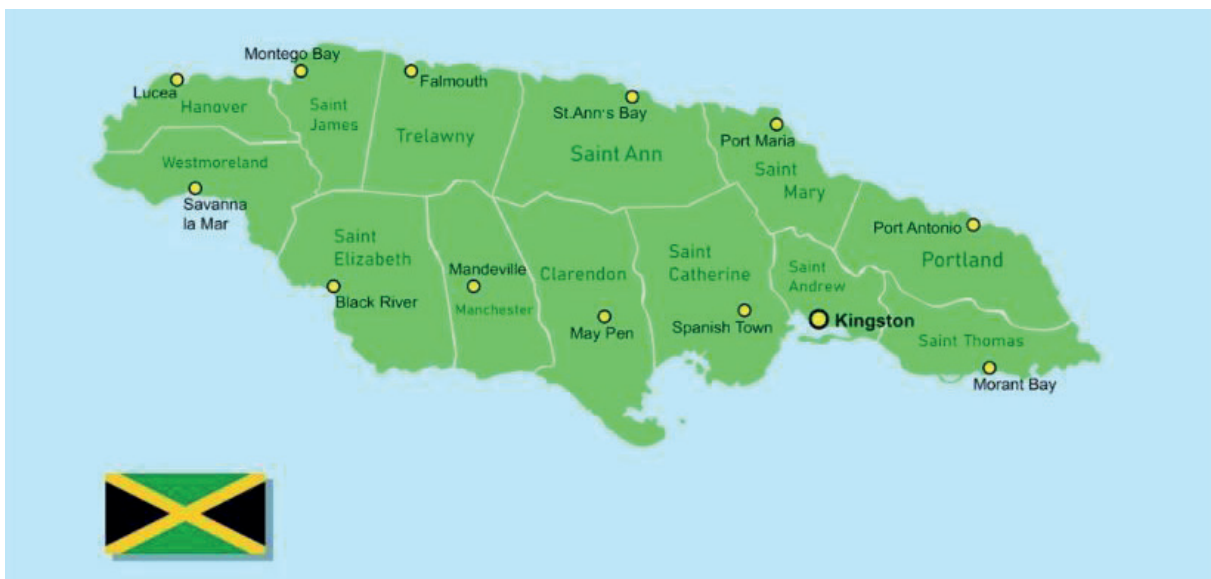 Montego Bay
Lucea
Hanover
Saint
James
Falmouth
Trelawny
St.Ann's Bay
Saint Ann
Port Maria
Saint
Mary
Westmoreland
Savanna
la Mar
Saint
Elizabeth
Black River
Mandeville
Manchester
Clarendon
May Pen
Saint
Catherine
Spanish Town
Saint
Andrew
Kingston
Port Antonio
Portland
Saint Thomas
Morant Bay